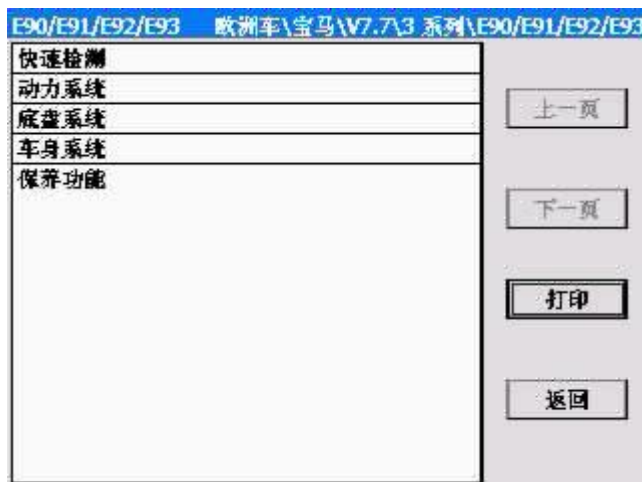 E90/E91/E92/E93 欧洲车\宝马\V7.7\3 系列\E90/E91/E92/E93
快速检测
动力系统
底盘系统
车身系统
保养功能
上一页
下一页
打印
返回